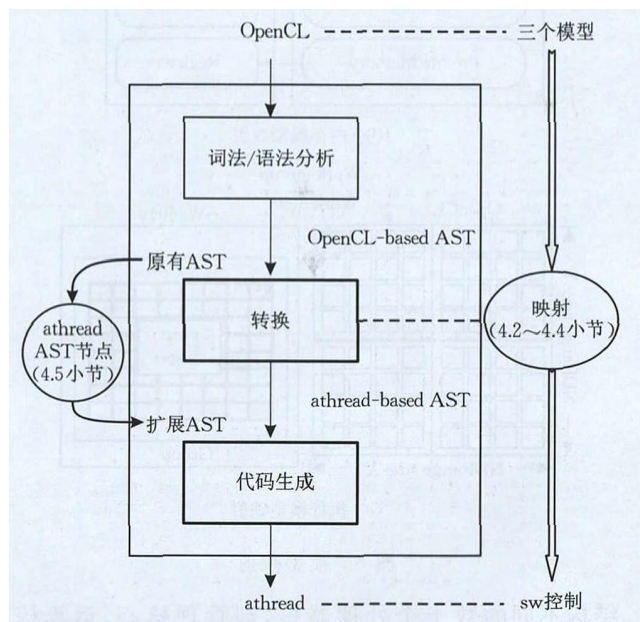 OpenCL
三个模型
词法/语法分析
OpenCL-based AST
原有AST
转换
映射
(4.2～4.4小节)
athread
AST节点
(4.5小节)
athread-based AST
扩展AST
代码生成
athread
sw控制